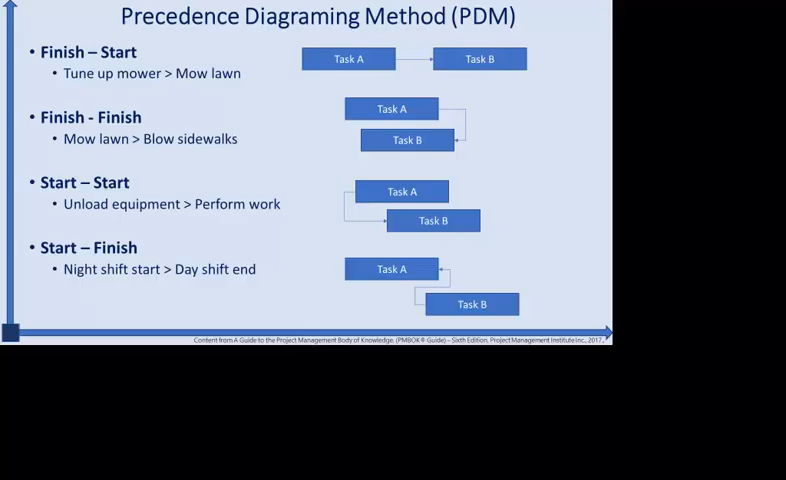 Precedence Diagraming Method (PDM)
• Finish – Start
• Tune up mower > Mow lawn
Task A
Task B
• Finish - Finish
• Mow lawn > Blow sidewalks
Task A
Task B
• Start – Start
• Unload equipment > Perform work
Task A
Task B
• Start – Finish
• Night shift start > Day shift end
Task A
Task B
Content from A Guide to the Project Management Body of Knowledge, (PMBOK® Guide) – Sixth Edition, Project Management Institute Inc., 2017.